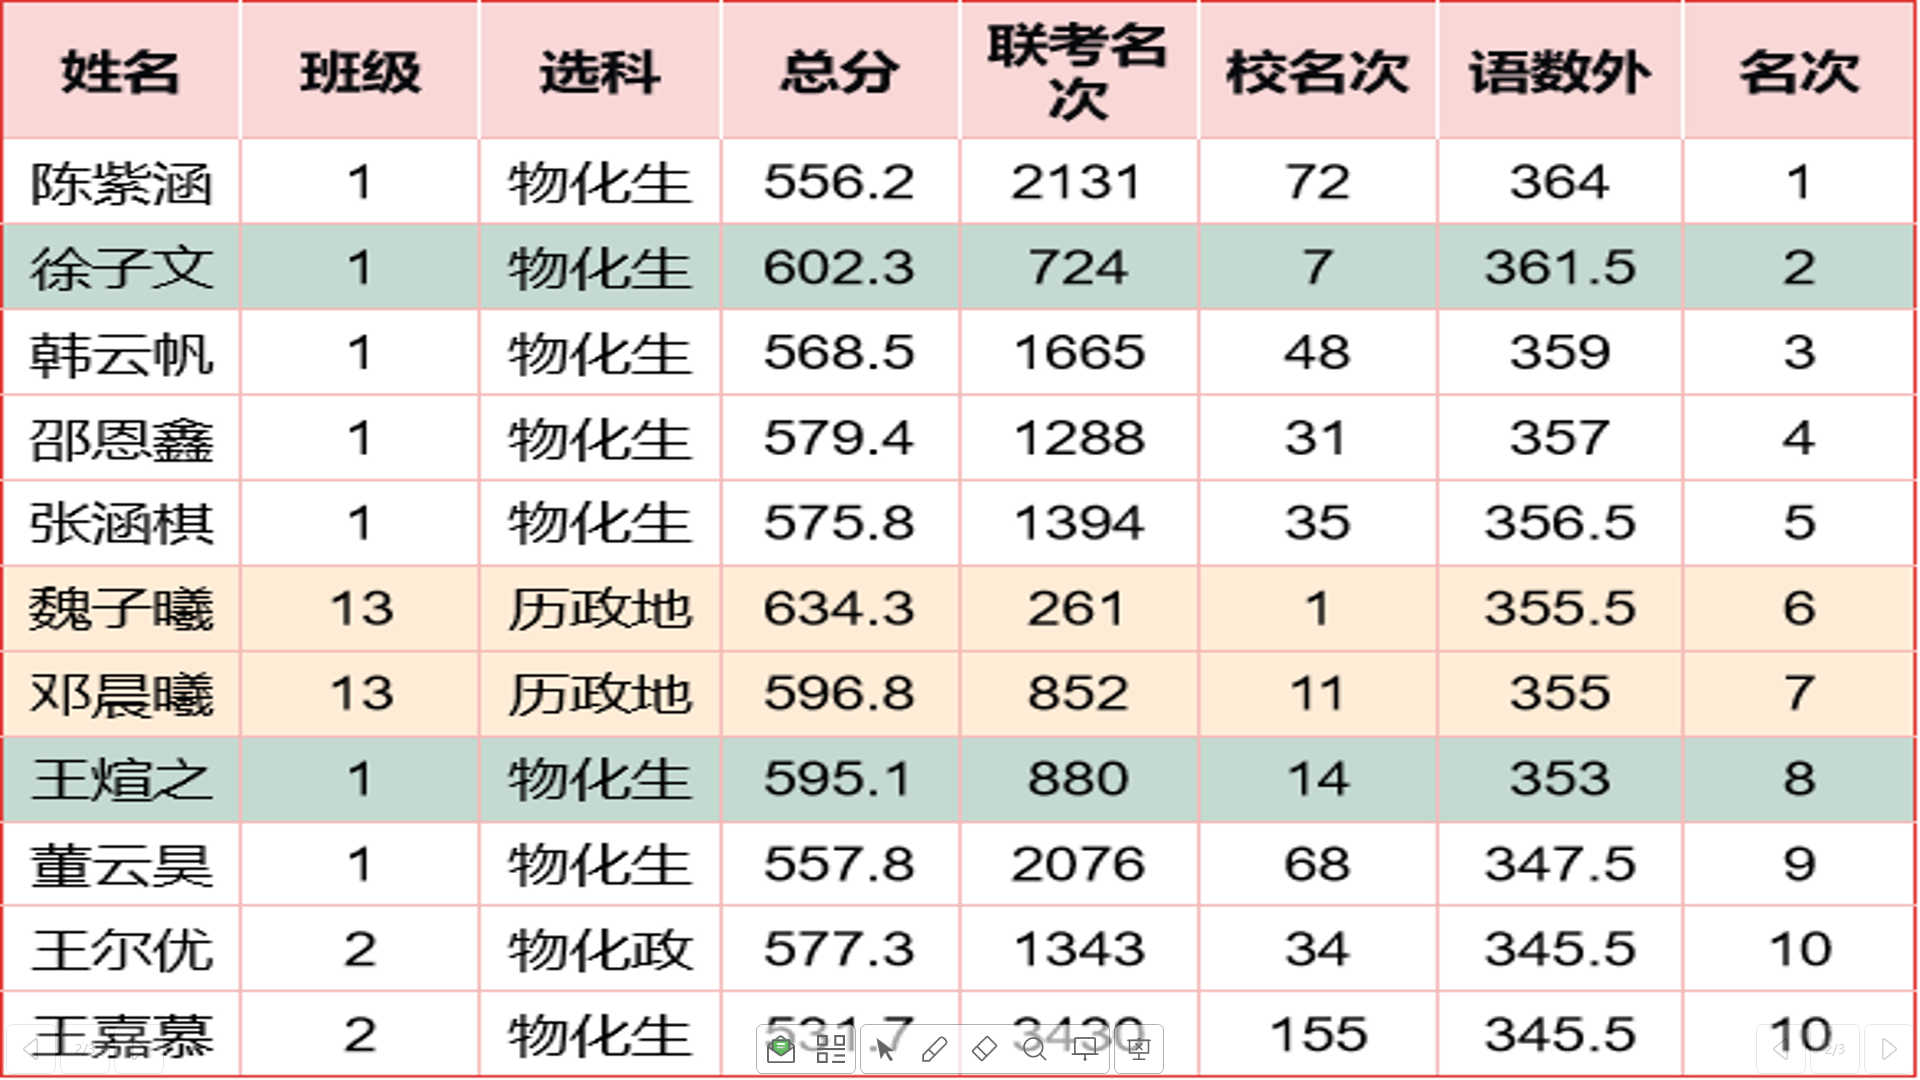 姓名 班级 选科 总分 联考名次 校名次 语数外 名次
陈紫涵 1 物化生 556.2 2131 72 364 1
徐子文 1 物化生 602.3 724 7 361.5 2
韩云帆 1 物化生 568.5 1665 48 359 3
邵恩鑫 1 物化生 579.4 1288 31 357 4
张涵棋 1 物化生 575.8 1394 35 356.5 5
魏子曦 13 历政地 634.3 261 1 355.5 6
邓晨曦 13 历政地 596.8 852 11 355 7
王煊之 1 物化生 595.1 880 14 353 8
董云昊 1 物化生 557.8 2076 68 347.5 9
王尔优 2 物化政 577.3 1343 34 345.5 10
王嘉慕 2 物化生 531.7 3430 155 345.5 10
2/3